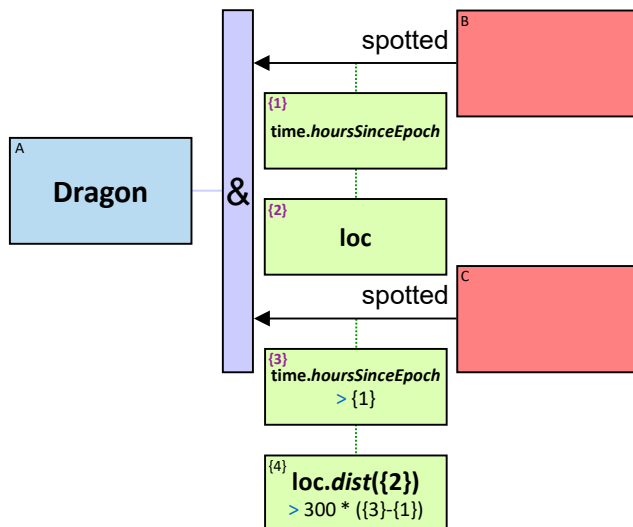 B
spotted
{1}
time.hoursSinceEpoch
A
Dragon
&
{2}
loc
C
spotted
{3}
time.hoursSinceEpoch
> {1}
{4}
loc.dist({2})
> 300 * ({3}-{1})